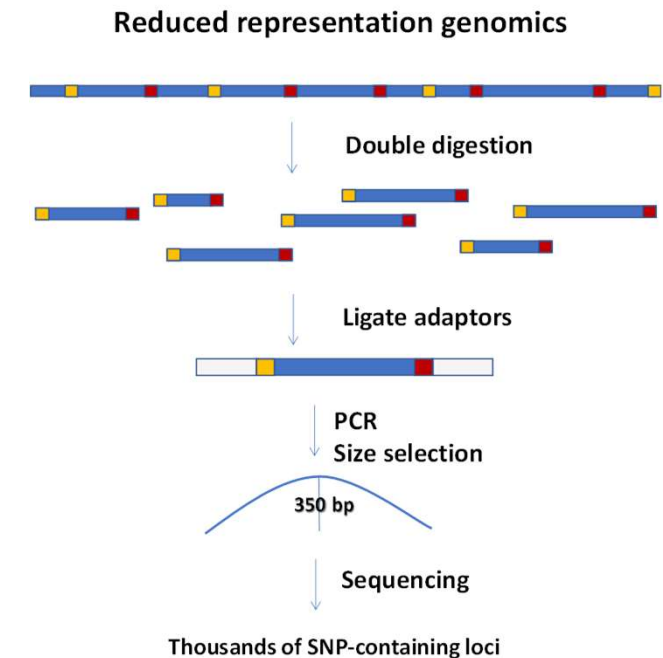 Reduced representation genomics
Double digestion
Ligate adaptors
PCR
Size selection
350 bp
Sequencing
Thousands of SNP-containing loci